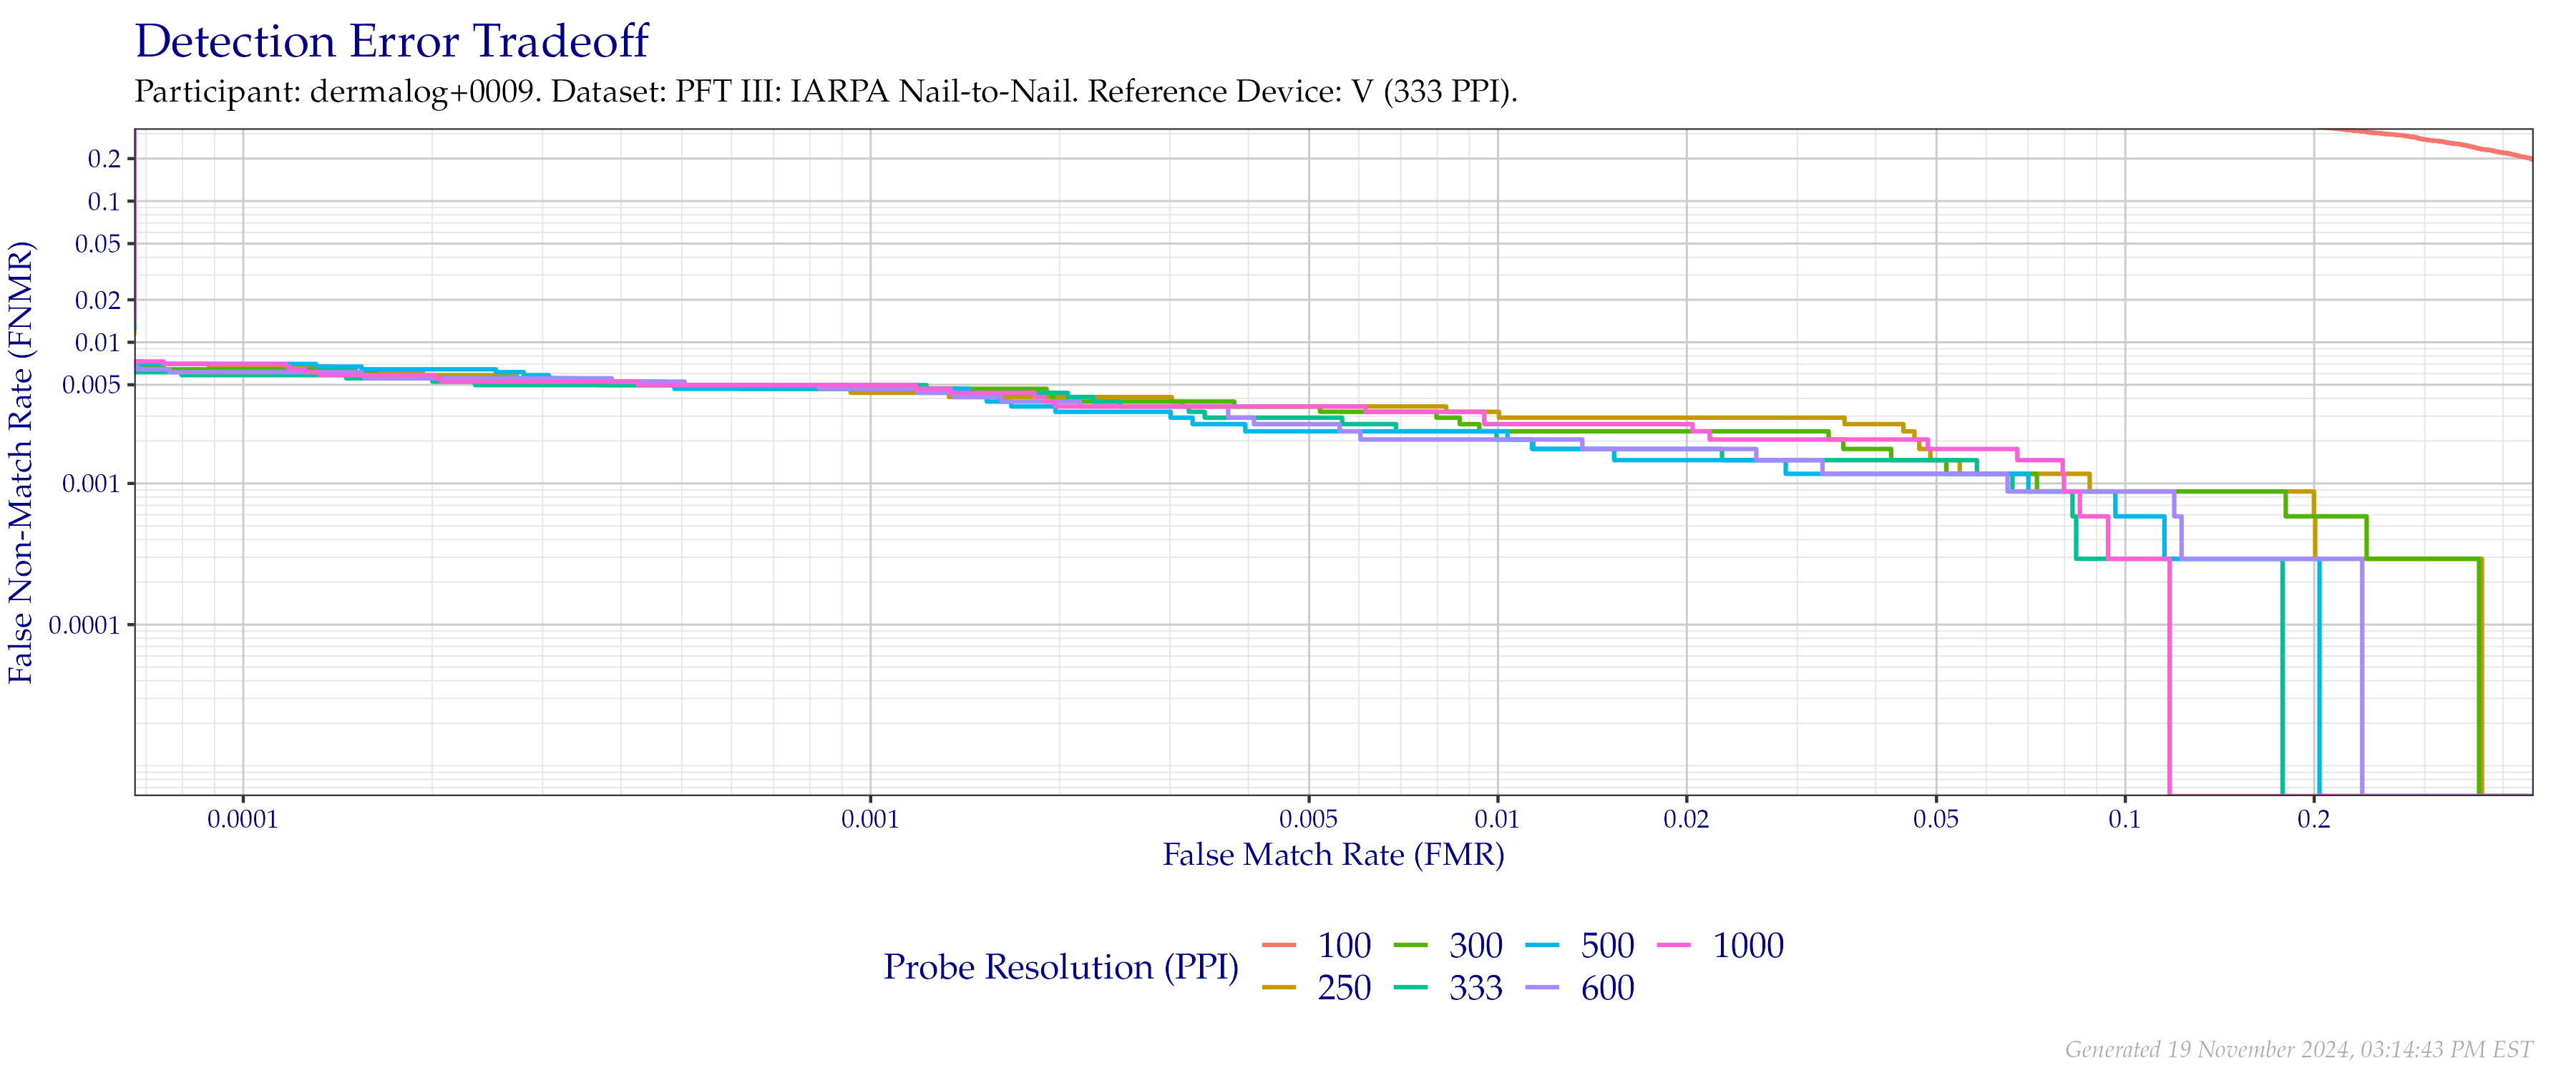 Detection Error Tradeoff
Participant: dermalog+0009. Dataset: PFT III: IARPA Nail-to-Nail. Reference Device: V (333 PPI).
False Non-Match Rate (FNMR)
0.2
0.1
0.05
0.02
0.01
0.005
0.001
0.0001
0.0001 0.001 0.005 0.01 0.02 0.05 0.1 0.2
False Match Rate (FMR)
Probe Resolution (PPI)
100 300 500 1000
250 333 600
Generated 19 November 2024, 03:14:43 PM EST